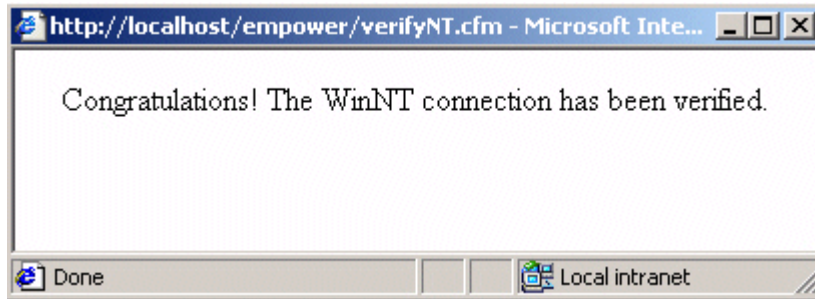 http://localhost/empower/verifyNT.cfm - Microsoft Inte...
Congratulations! The WinNT connection has been verified.
Done
Local intranet